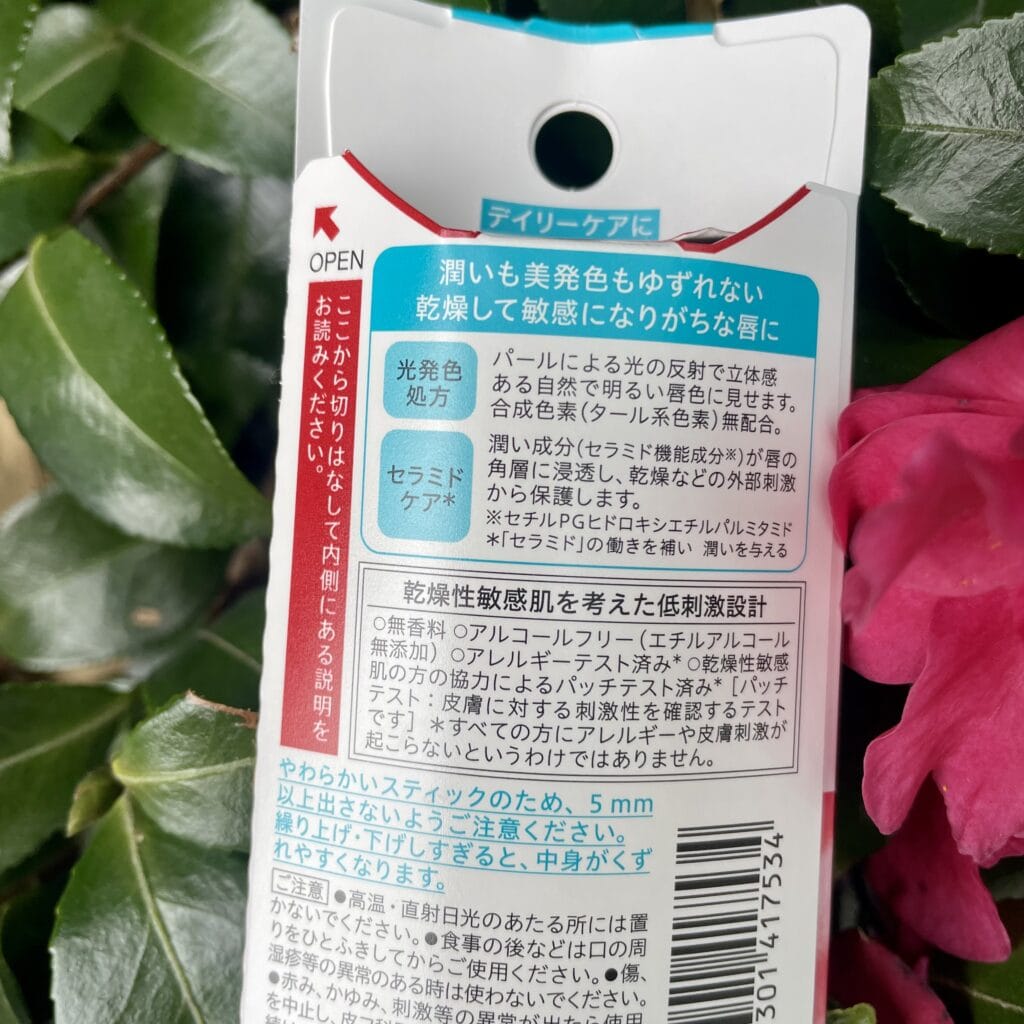 デイリーケアに
OPEN
ここから切りはなして内側にある説明を
お読みください。
潤いも美発色もゆずれない
乾燥して敏感になりがちな唇に
光発色
処方
パールによる光の反射で立体感
ある自然で明るい唇色に見せます。
合成色素(タール系色素)無配合。
セラミド
ケア*
潤い成分(セラミド機能成分※)が唇の
角層に浸透し、乾燥などの外部刺激
から保護します。
※セチルPGヒドロキシエチルパルミタミド
*「セラミド」の働きを補い 潤いを与える
乾燥性敏感肌を考えた低刺激設計
○無香料 ○アルコールフリー(エチルアルコール
無添加) ○アレルギーテスト済み* ○乾燥性敏感
肌の方の協力によるパッチテスト済み* [パッチ
テスト:皮膚に対する刺激性を確認するテスト
です] *すべての方にアレルギーや皮膚刺激が
起こらないというわけではありません。
やわらかいスティックのため、5mm
以上出さないようご注意ください。
繰り上げ・下げしすぎると、中身がくず
れやすくなります。
ご注意 ●高温・直射日光のあたる所には置
かないでください。●食事の後などは口の周
りをひとふきしてからご使用ください。●傷、
湿疹等の異常のある時は使わないでください。
●赤み、かゆみ、刺激等の異常が出たら使用
を中止し、皮フ科
301 417534